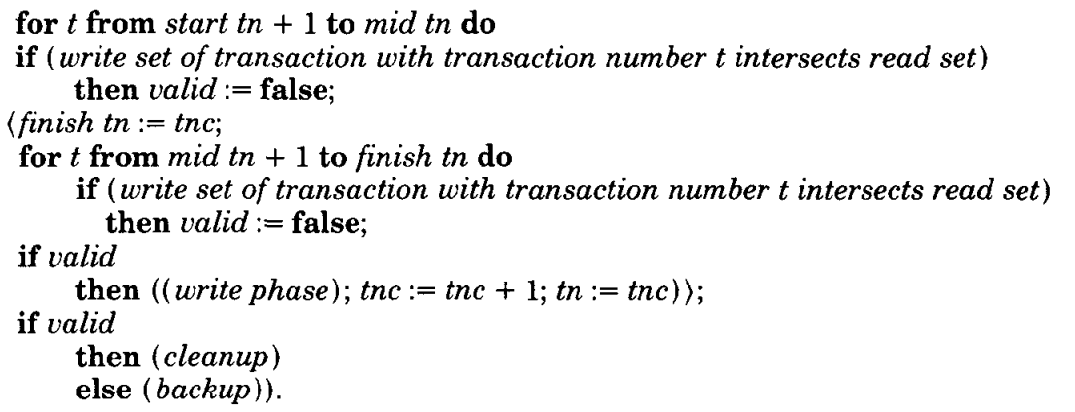 for t from start tn + 1 to mid tn do
if (write set of transaction with transaction number t intersects read set)
then valid := false;
⟨finish tn := tnc;
for t from mid tn + 1 to finish tn do
if (write set of transaction with transaction number t intersects read set)
then valid := false;
if valid
then ((write phase); tnc := tnc + 1; tn := tnc)⟩;
if valid
then (cleanup)
else (backup)).